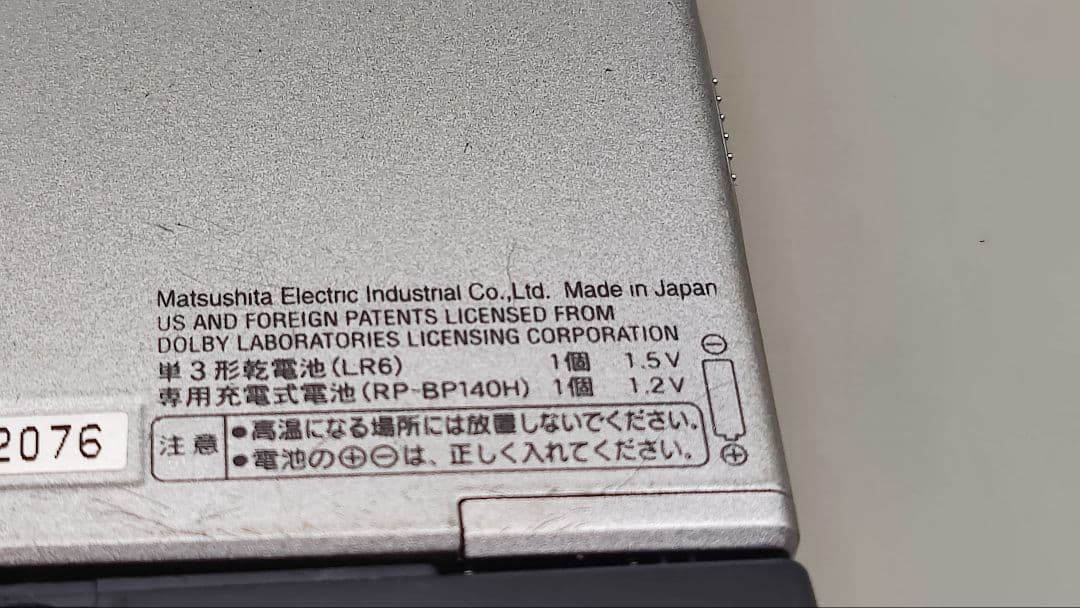 Matsushita Electric Industrial Co.,Ltd. Made in Japan
US AND FOREIGN PATENTS LICENSED FROM
DOLBY LABORATORIES LICENSING CORPORATION
単3形乾電池(LR6) 1個 1.5V
専用充電式電池(RP-BP140H) 1個 1.2V
注意
●高温になる場所には放置しないでください。
●電池の⊕⊖は、正しく入れてください。
⊖
⊕
2076